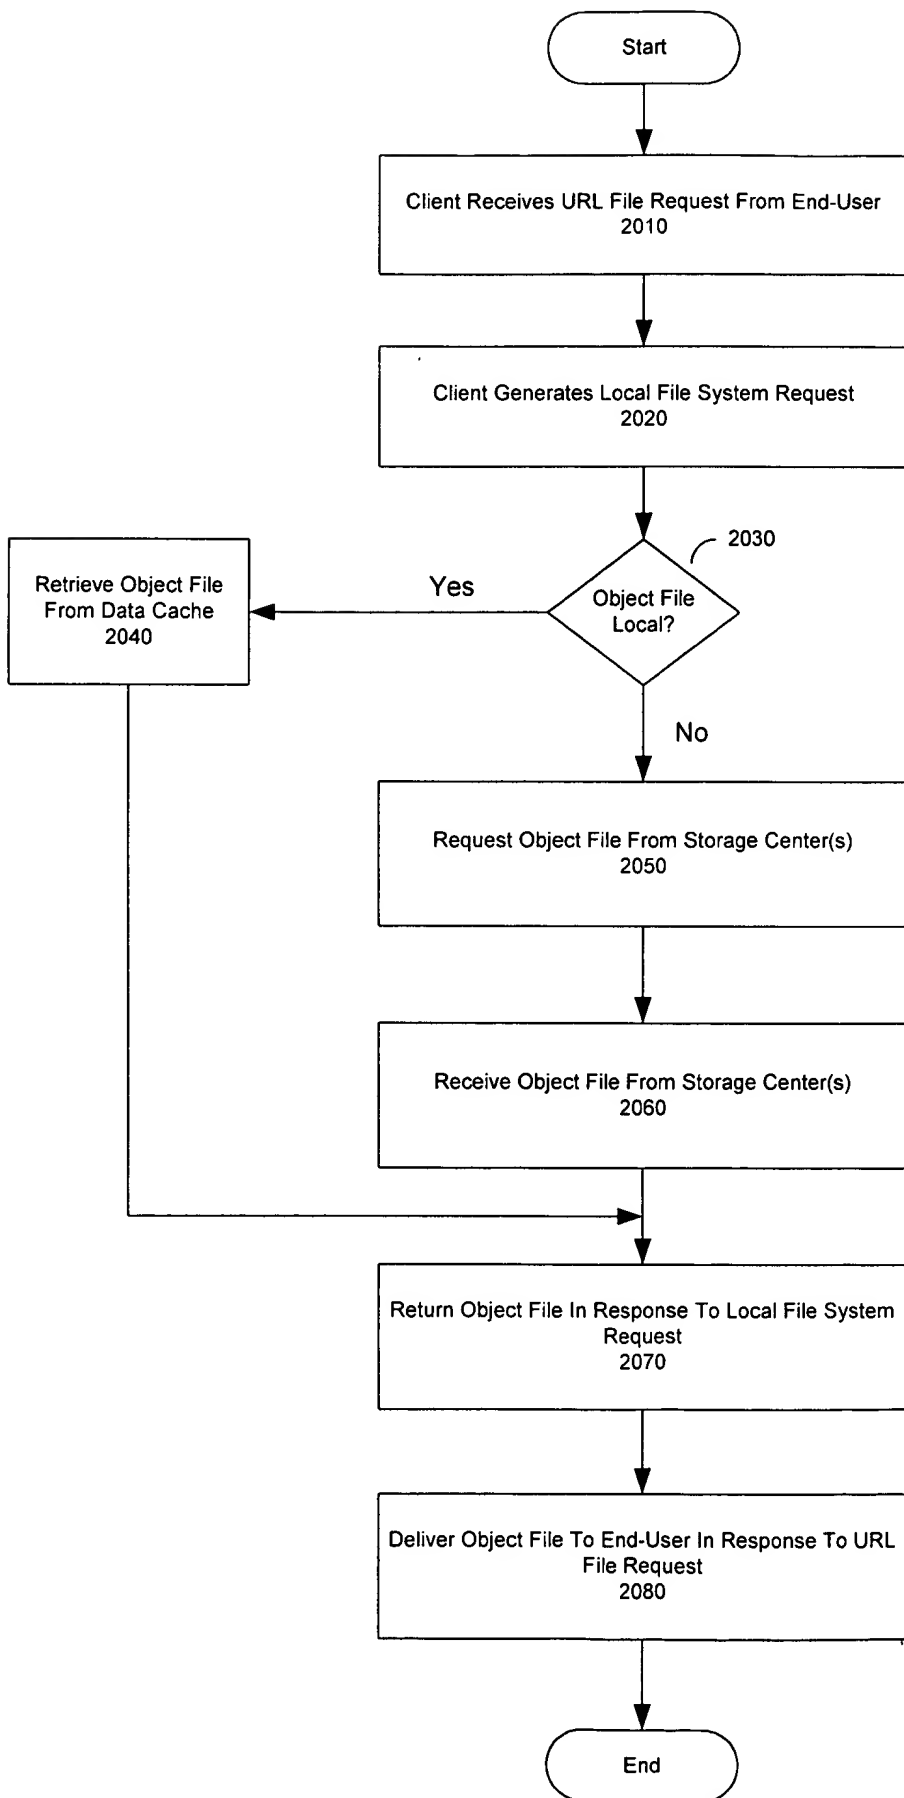 Start
Client Receives URL File Request From End-User
2010
Client Generates Local File System Request
2020
2030
Object File
Local?
Yes
Retrieve Object File
From Data Cache
2040
No
Request Object File From Storage Center(s)
2050
Receive Object File From Storage Center(s)
2060
Return Object File In Response To Local File System
Request
2070
Deliver Object File To End-User In Response To URL
File Request
2080
End